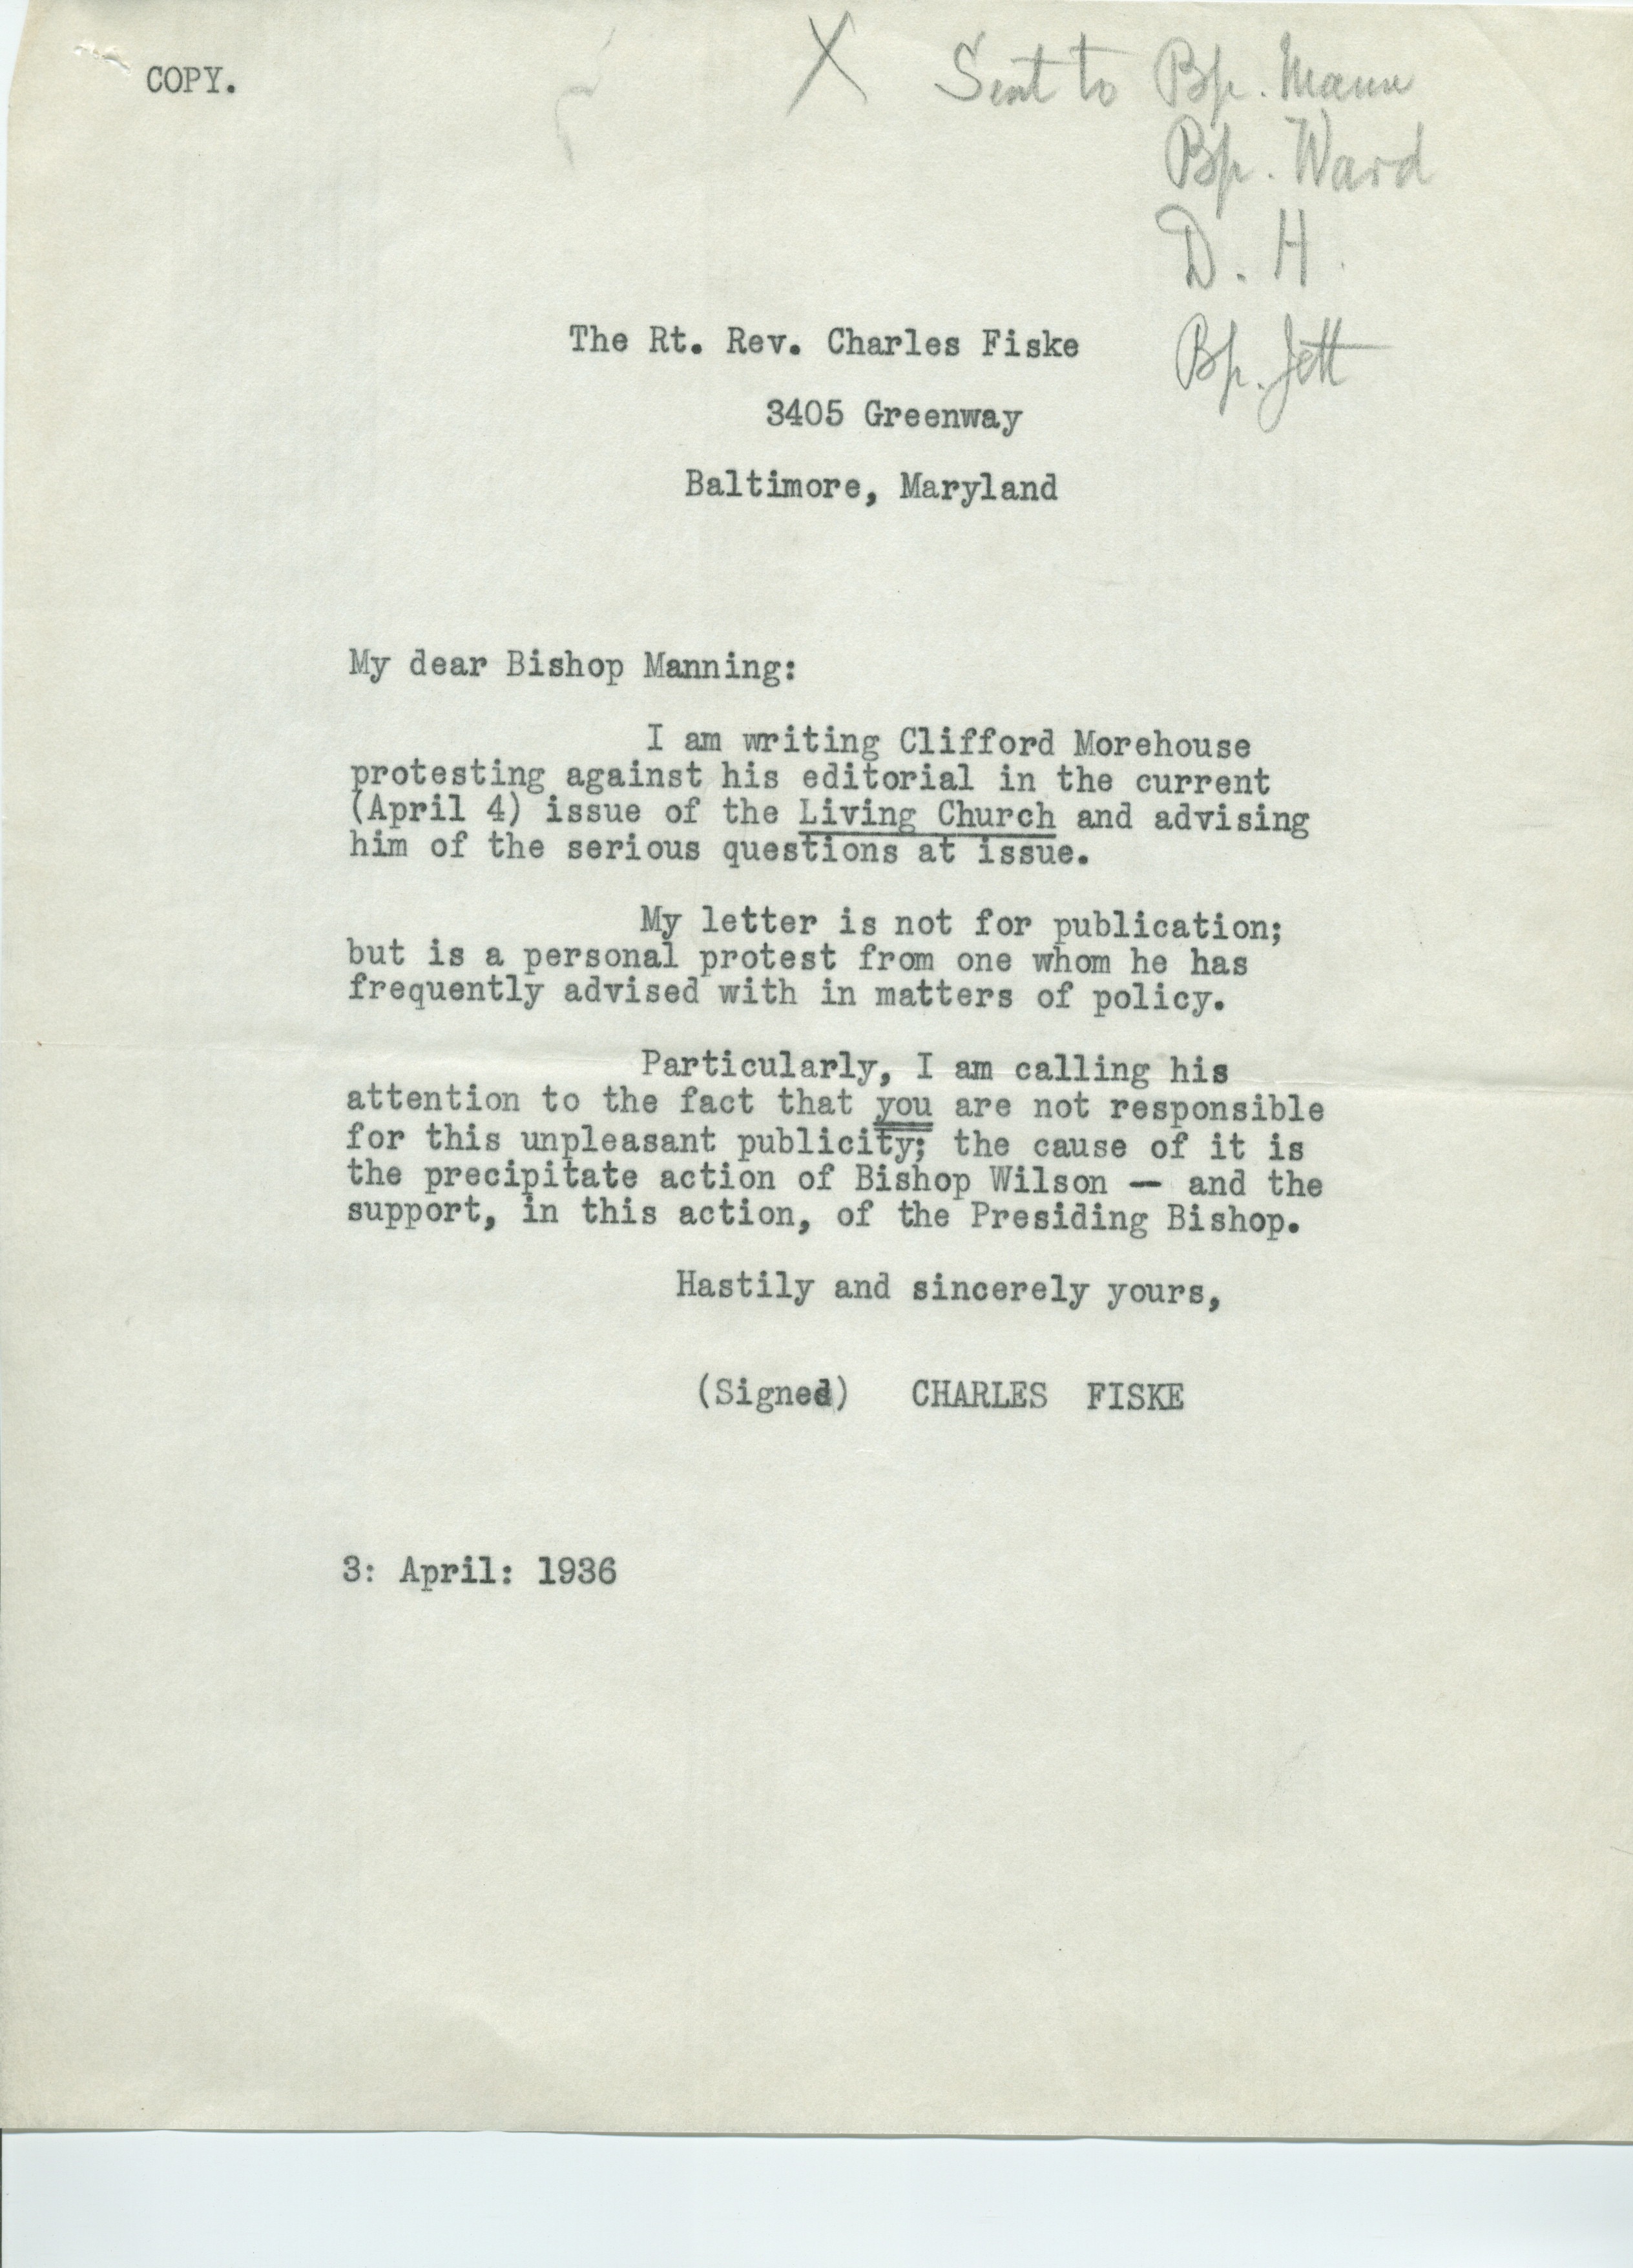 COPY.
X Sent to Bp. Mann
Bp. Ward
D. H.
Bp. Jett
The Rt. Rev. Charles Fiske
3405 Greenway
Baltimore, Maryland
My dear Bishop Manning:
I am writing Clifford Morehouse
protesting against his editorial in the current
(April 4) issue of the Living Church and advising
him of the serious questions at issue.
My letter is not for publication;
but is a personal protest from one whom he has
frequently advised with in matters of policy.
Particularly, I am calling his
attention to the fact that you are not responsible
for this unpleasant publicity; the cause of it is
the precipitate action of Bishop Wilson — and the
support, in this action, of the Presiding Bishop.
Hastily and sincerely yours,
(Signed) CHARLES FISKE
3: April: 1936